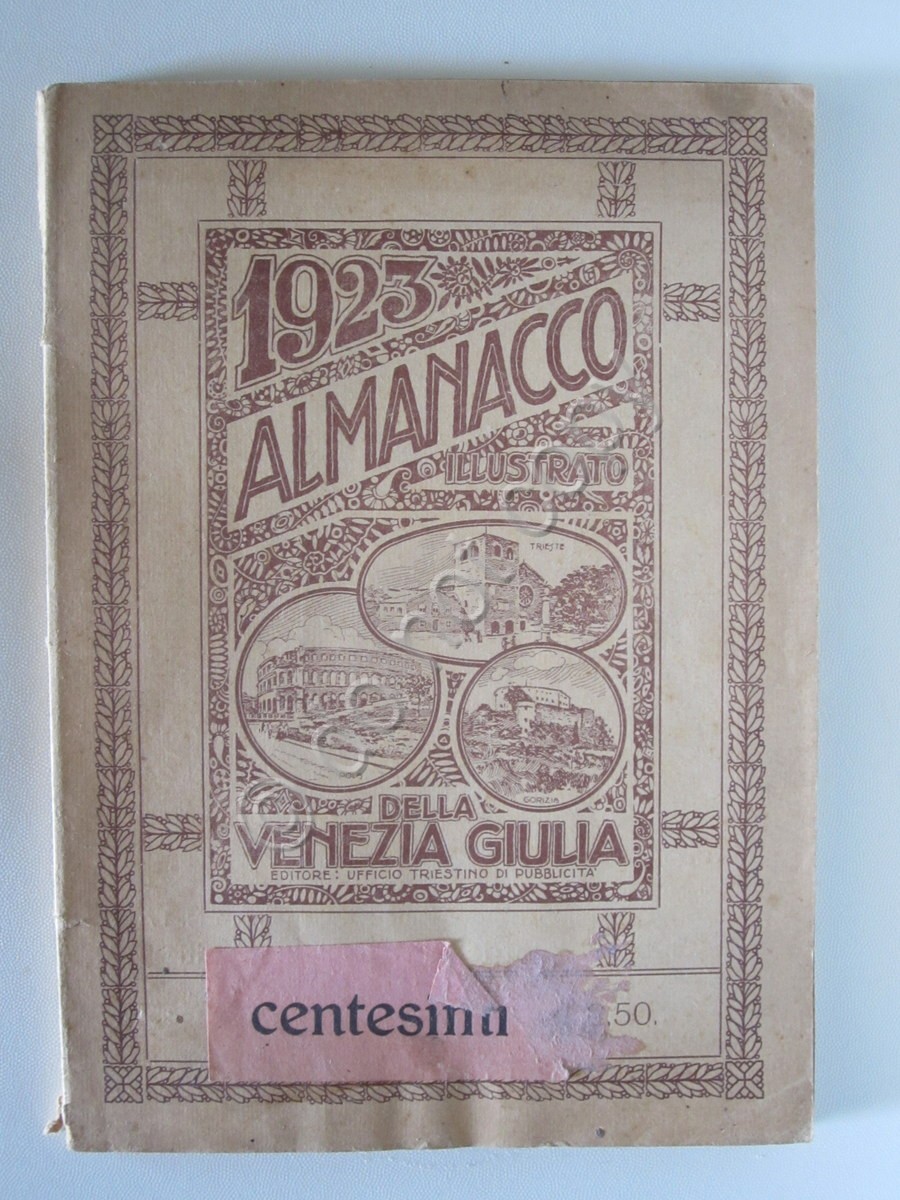 1923
ALMANACCO
ILLUSTRATO
TRIESTE
GORIZIA
DELLA
VENEZIA GIULIA
EDITORE: UFFICIO TRIESTINO DI PUBBLICITA'
centesimi
.50.